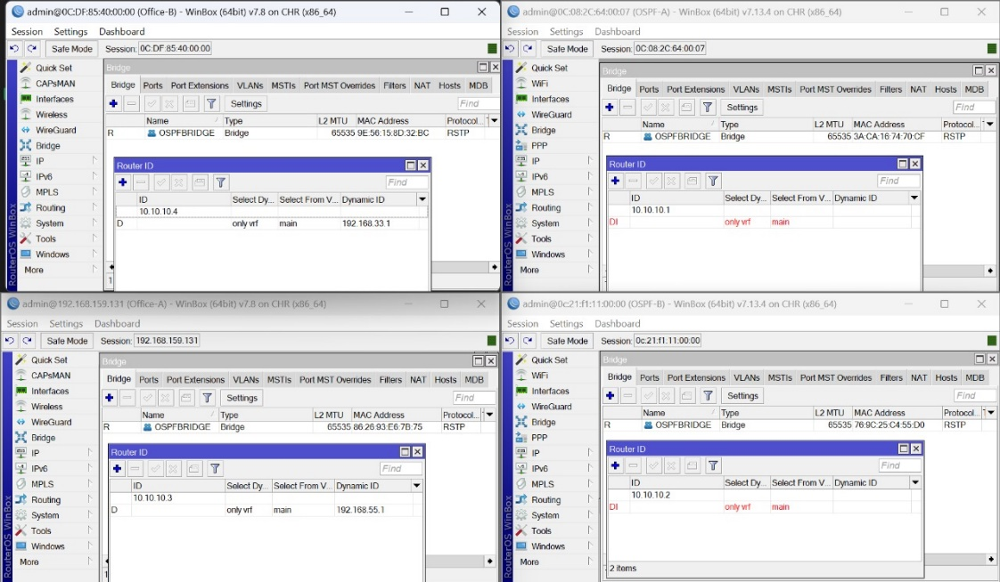 admin@0C:DF:85:40:00:00 (Office-B) - WinBox (64bit) v7.8 on CHR (x86_64)
Session Settings Dashboard
Safe Mode Session: 0C:DF:85:40:00:00
Quick Set
CAPsMAN
Interfaces
Wireless
WireGuard
Bridge
IP
IPv6
MPLS
Routing
System
Tools
Windows
More
RouterOS WinBox
Bridge
Bridge Ports Port Extensions VLANs MSTIs Port MST Overrides Filters NAT Hosts MDB
Settings Find
Name Type L2 MTU MAC Address Protocol...
R OSPFBRIDGE Bridge 65535 9E:56:15:8D:32:BC RSTP
Router ID
Find
ID Select Dy... Select From V... Dynamic ID
10.10.10.4
D only vrf main 192.168.33.1
1
admin@0C:08:2C:64:00:07 (OSPF-A) - WinBox (64bit) v7.13.4 on CHR (x86_64)
Session Settings Dashboard
Safe Mode Session: 0C:08:2C:64:00:07
Quick Set
WiFi
Interfaces
WireGuard
Bridge
PPP
IP
IPv6
MPLS
Routing
System
Tools
Windows
More
RouterOS WinBox
Bridge
Bridge Ports Port Extensions VLANs MSTIs Port MST Overrides Filters NAT Hosts MDB
Settings Find
Name Type L2 MTU MAC Address Protocol...
R OSPFBRIDGE Bridge 65535 3A:CA:16:74:70:CF RSTP
Router ID
Find
ID Select Dy... Select From V... Dynamic ID
10.10.10.1
DI only vrf main
admin@192.168.159.131 (Office-A) - WinBox (64bit) v7.8 on CHR (x86_64)
Session Settings Dashboard
Safe Mode Session: 192.168.159.131
Quick Set
CAPsMAN
Interfaces
Wireless
WireGuard
Bridge
IP
IPv6
MPLS
Routing
System
Tools
Windows
More
RouterOS WinBox
Bridge
Bridge Ports Port Extensions VLANs MSTIs Port MST Overrides Filters NAT Hosts MDB
Settings Find
Name Type L2 MTU MAC Address Protocol...
R OSPFBRIDGE Bridge 65535 86:26:93:E6:7B:75 RSTP
Router ID
Find
ID Select Dy... Select From V... Dynamic ID
10.10.10.3
D only vrf main 192.168.55.1
1
admin@0c:21:f1:11:00:00 (OSPF-B) - WinBox (64bit) v7.13.4 on CHR (x86_64)
Session Settings Dashboard
Safe Mode Session: 0c:21:f1:11:00:00
Quick Set
WiFi
Interfaces
WireGuard
Bridge
PPP
IP
IPv6
MPLS
Routing
System
Tools
Windows
More
RouterOS WinBox
Bridge
Bridge Ports Port Extensions VLANs MSTIs Port MST Overrides Filters NAT Hosts MDB
Settings Find
Name Type L2 MTU MAC Address Protocol...
R OSPFBRIDGE Bridge 65535 76:9C:25:C4:55:D0 RSTP
Router ID
Find
ID Select Dy... Select From V... Dynamic ID
10.10.10.2
DI only vrf main
2 items